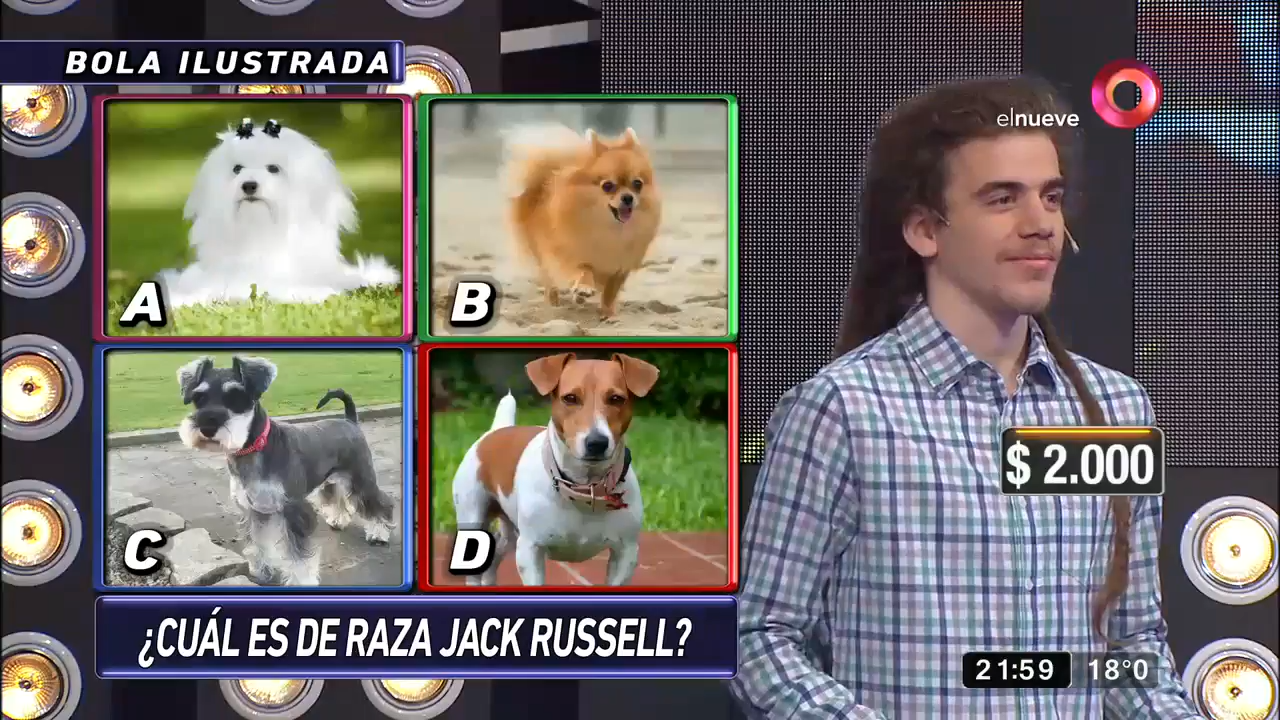 BOLA ILUSTRADA
elnueve
A
B
C
D
$ 2.000
¿CUÁL ES DE RAZA JACK RUSSELL?
21:59 18°0